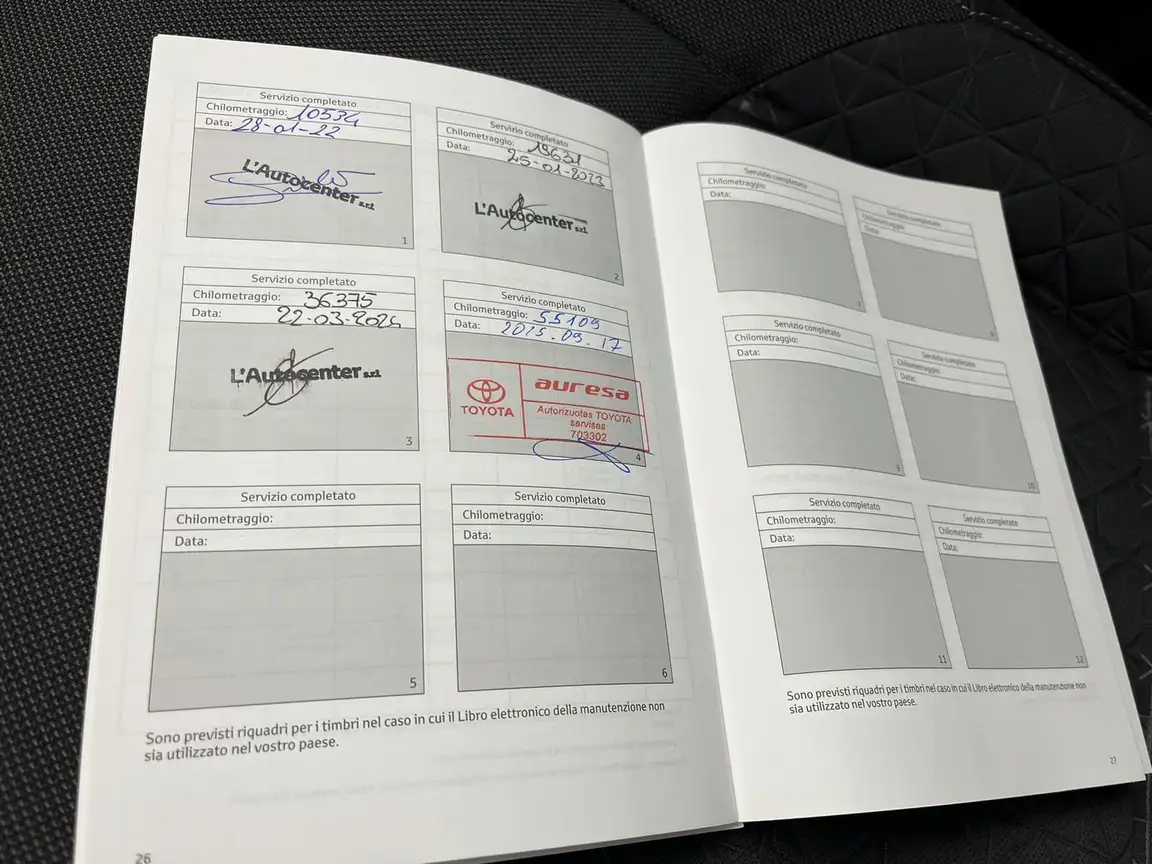 Servizio completato
Chilometraggio: 10534
Data: 28-01-22
L'Autocenter s.r.l.
1
Servizio completato
Chilometraggio: 19631
Data: 25-01-2023
L'Autocenter s.r.l.
2
Servizio completato
Chilometraggio: 36375
Data: 22-03-2024
L'Autocenter s.r.l.
3
Servizio completato
Chilometraggio: 55109
Data: 2015.09.17
TOYOTA
auresa
Autorizuotas TOYOTA
servisas
703302
4
Servizio completato
Chilometraggio:
Data:
5
Servizio completato
Chilometraggio:
Data:
6
Sono previsti riquadri per i timbri nel caso in cui il Libro elettronico della manutenzione non
sia utilizzato nel vostro paese.
26
Servizio completato
Chilometraggio:
Data:
7
Servizio completato
Chilometraggio:
Data:
8
Servizio completato
Chilometraggio:
Data:
9
Servizio completato
Chilometraggio:
Data:
10
Servizio completato
Chilometraggio:
Data:
11
Servizio completato
Chilometraggio:
Data:
12
Sono previsti riquadri per i timbri nel caso in cui il Libro elettronico della manutenzione non
sia utilizzato nel vostro paese.
27